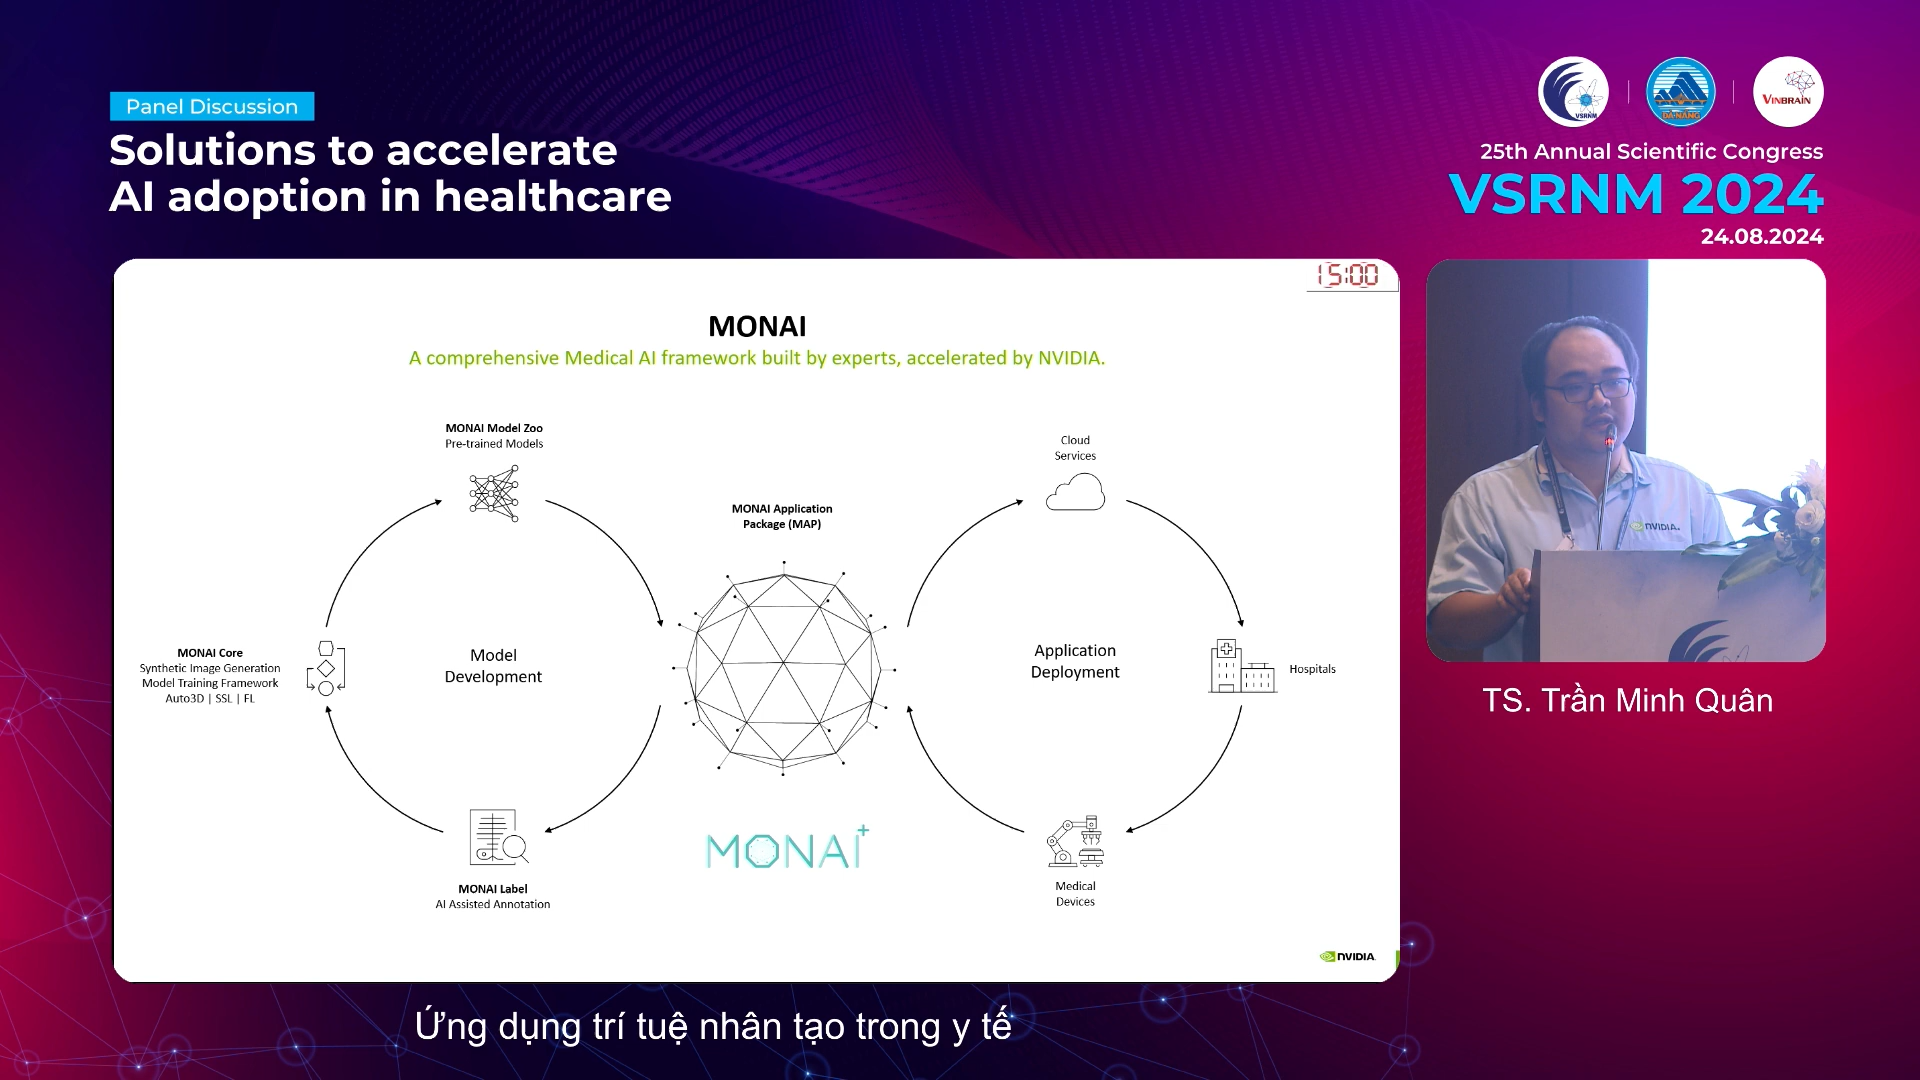 Panel Discussion
Solutions to accelerate
AI adoption in healthcare
VSRNM
DA NANG
VINBRAIN
25th Annual Scientific Congress
VSRNM 2024
24.08.2024
15:00
MONAI
A comprehensive Medical AI framework built by experts, accelerated by NVIDIA.
MONAI Model Zoo
Pre-trained Models
Cloud
Services
MONAI Application
Package (MAP)
MONAI Core
Synthetic Image Generation
Model Training Framework
Auto3D | SSL | FL
Model
Development
Application
Deployment
Hospitals
MONAI Label
AI Assisted Annotation
MONAI+
Medical
Devices
NVIDIA.
NVIDIA.
TS. Trần Minh Quân
Ứng dụng trí tuệ nhân tạo trong y tế